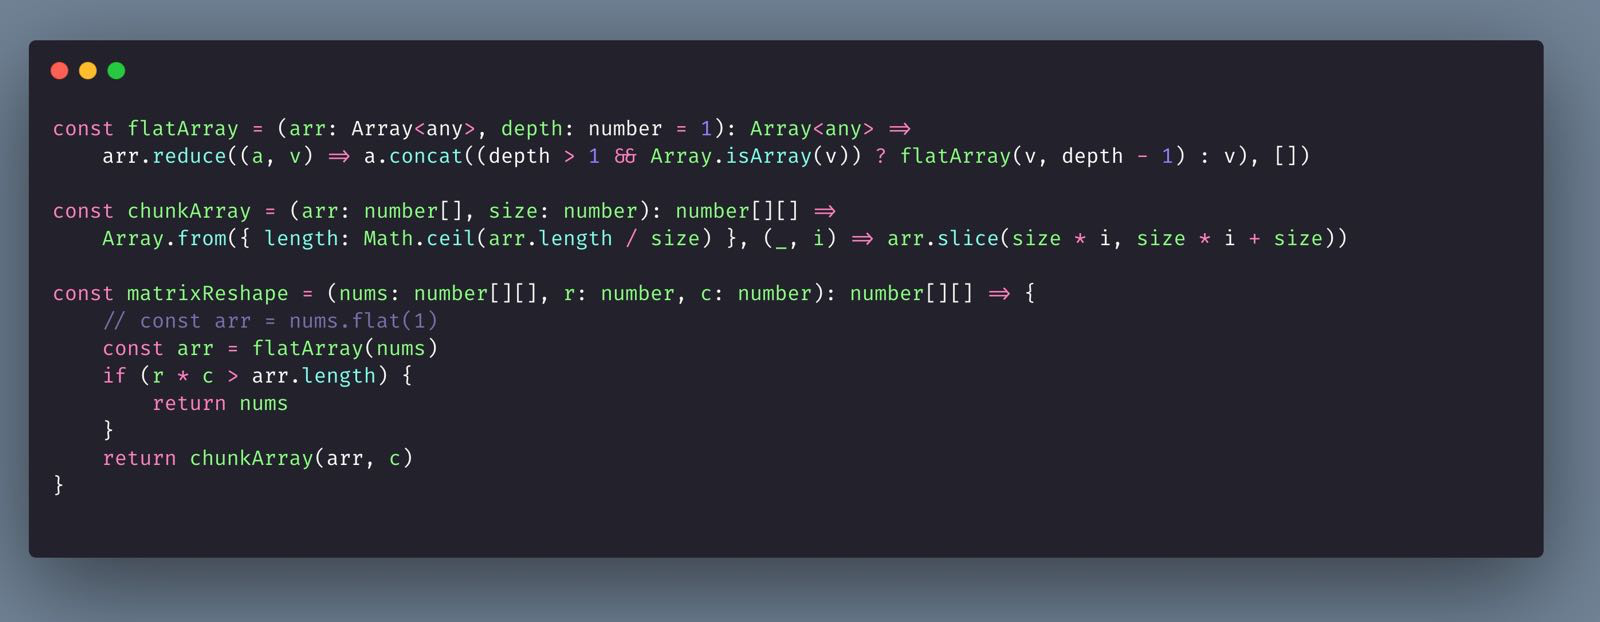 const flatArray = (arr: Array<any>, depth: number = 1): Array<any> =>
    arr.reduce((a, v) => a.concat((depth > 1 && Array.isArray(v)) ? flatArray(v, depth - 1) : v), [])

const chunkArray = (arr: number[], size: number): number[][] =>
    Array.from({ length: Math.ceil(arr.length / size) }, (_, i) => arr.slice(size * i, size * i + size))

const matrixReshape = (nums: number[][], r: number, c: number): number[][] => {
    // const arr = nums.flat(1)
    const arr = flatArray(nums)
    if (r * c > arr.length) {
        return nums
    }
    return chunkArray(arr, c)
}